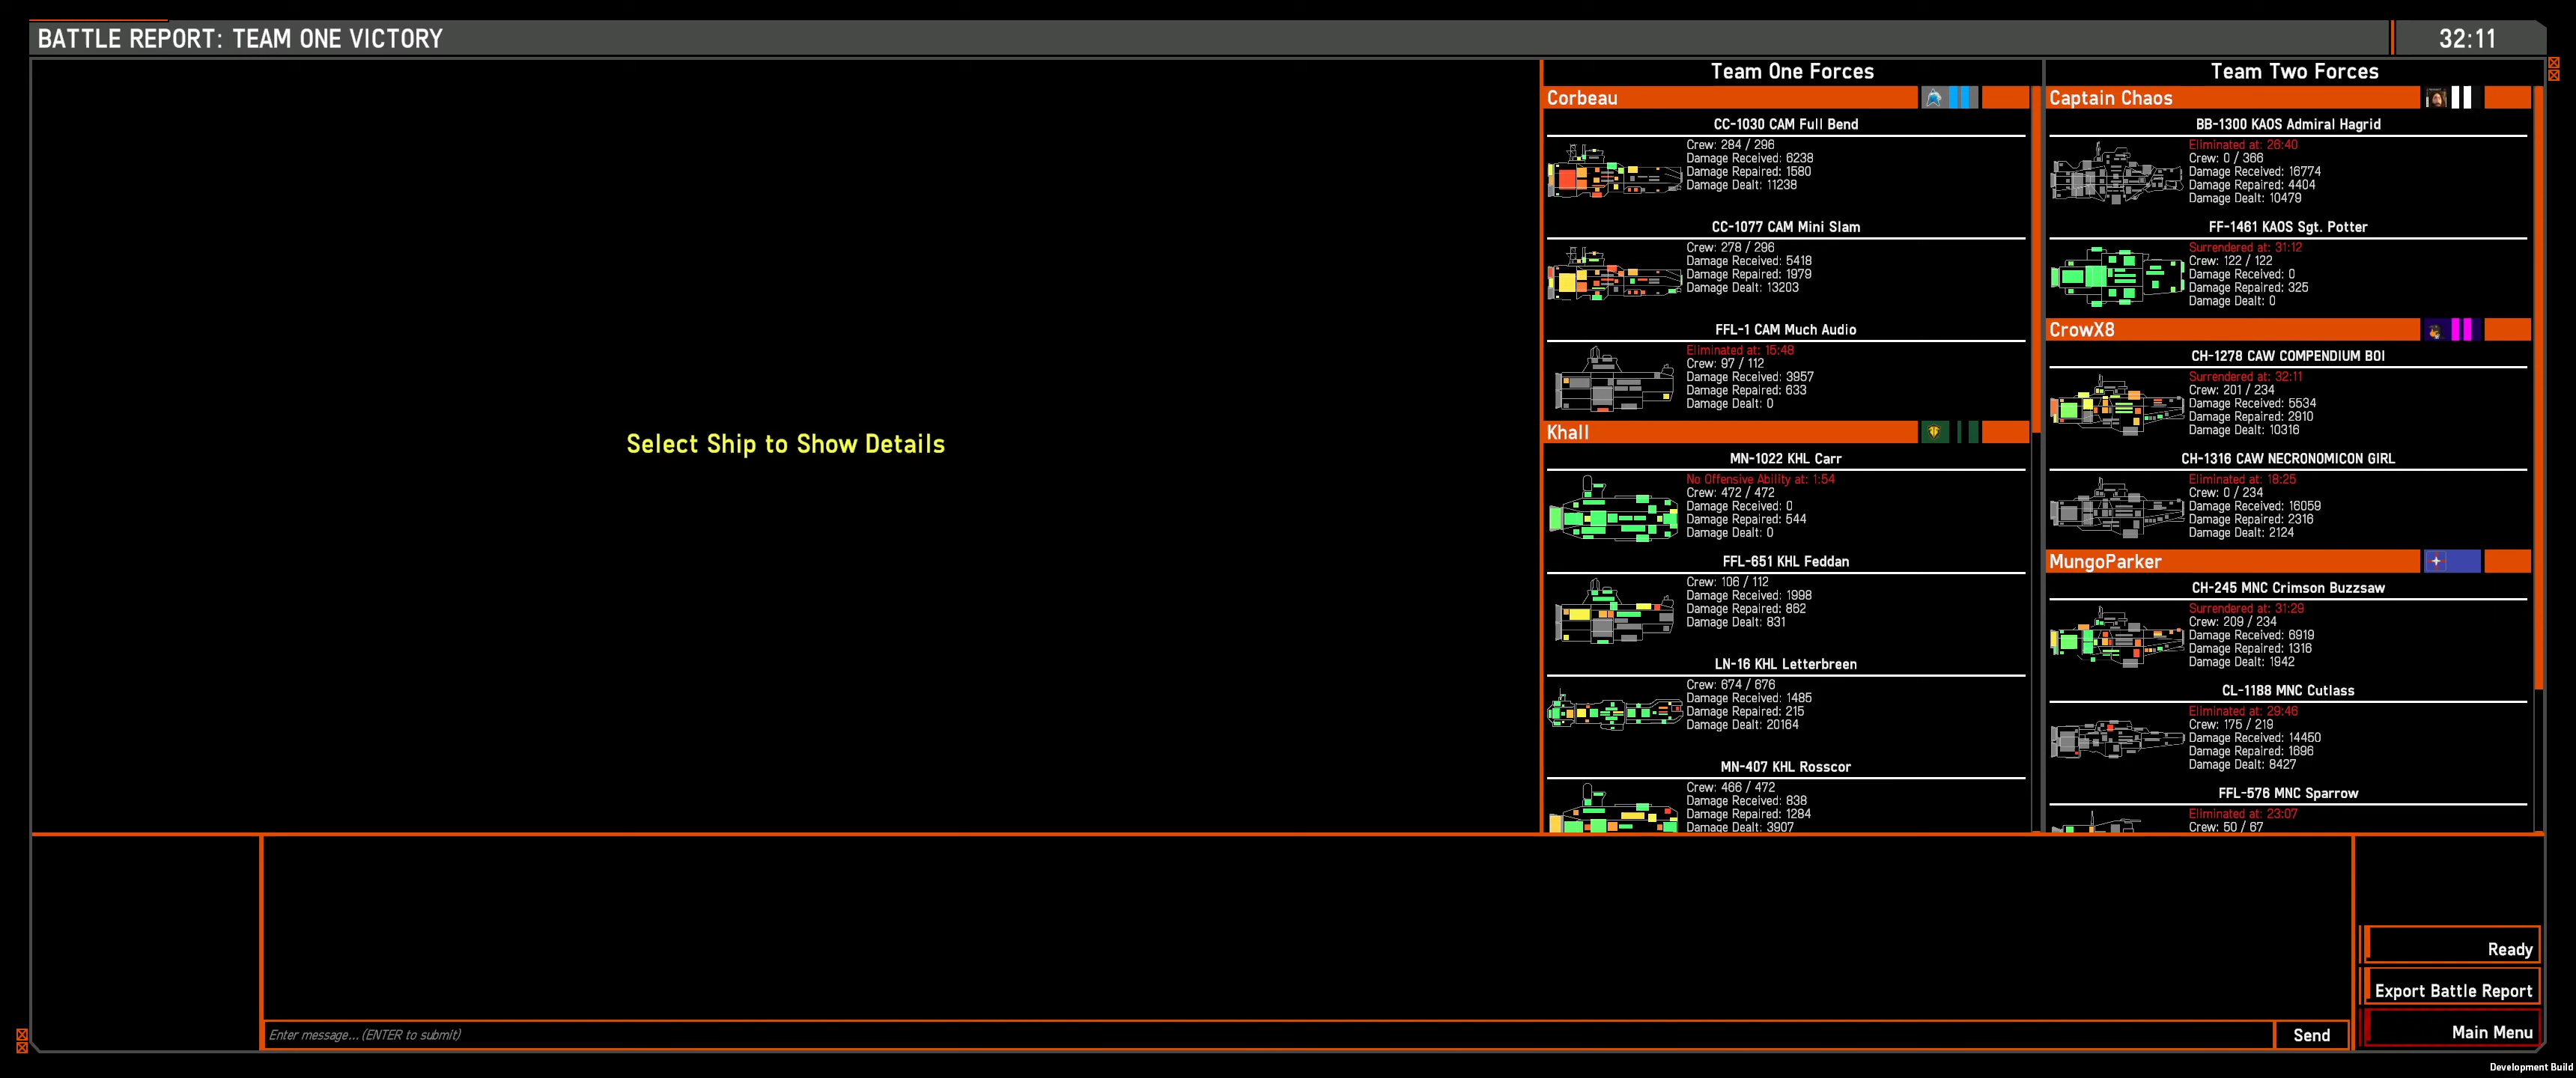 BATTLE REPORT: TEAM ONE VICTORY
32:11
Team One Forces
Corbeau
CC-1030 CAM Full Bend
Crew: 284 / 296
Damage Received: 6238
Damage Repaired: 1580
Damage Dealt: 11238
CC-1077 CAM Mini Slam
Crew: 278 / 296
Damage Received: 5418
Damage Repaired: 1979
Damage Dealt: 13203
FFL-1 CAM Much Audio
Eliminated at: 15:48
Crew: 97 / 112
Damage Received: 3957
Damage Repaired: 633
Damage Dealt: 0
Khall
MN-1022 KHL Carr
No Offensive Ability at: 1:54
Crew: 472 / 472
Damage Received: 0
Damage Repaired: 544
Damage Dealt: 0
FFL-651 KHL Feddan
Crew: 106 / 112
Damage Received: 1998
Damage Repaired: 862
Damage Dealt: 831
LN-16 KHL Letterbreen
Crew: 674 / 676
Damage Received: 1485
Damage Repaired: 215
Damage Dealt: 20164
MN-407 KHL Rosscor
Crew: 466 / 472
Damage Received: 838
Damage Repaired: 1284
Damage Dealt: 3907
Team Two Forces
Captain Chaos
BB-1300 KAOS Admiral Hagrid
Eliminated at: 26:40
Crew: 0 / 366
Damage Received: 16774
Damage Repaired: 4404
Damage Dealt: 10479
FF-1461 KAOS Sgt. Potter
Surrendered at: 31:12
Crew: 122 / 122
Damage Received: 0
Damage Repaired: 325
Damage Dealt: 0
CrowX8
CH-1278 CAW COMPENDIUM BOI
Surrendered at: 32:11
Crew: 201 / 234
Damage Received: 5534
Damage Repaired: 2910
Damage Dealt: 10316
CH-1316 CAW NECRONOMICON GIRL
Eliminated at: 18:25
Crew: 0 / 234
Damage Received: 16059
Damage Repaired: 2316
Damage Dealt: 2124
MungoParker
CH-245 MNC Crimson Buzzsaw
Surrendered at: 31:29
Crew: 209 / 234
Damage Received: 6919
Damage Repaired: 1316
Damage Dealt: 1942
CL-1188 MNC Cutlass
Eliminated at: 29:46
Crew: 175 / 219
Damage Received: 14450
Damage Repaired: 1696
Damage Dealt: 8427
FFL-576 MNC Sparrow
Eliminated at: 23:07
Crew: 50 / 67
Select Ship to Show Details
Enter message... (ENTER to submit)
Send
Ready
Export Battle Report
Main Menu
Development Build